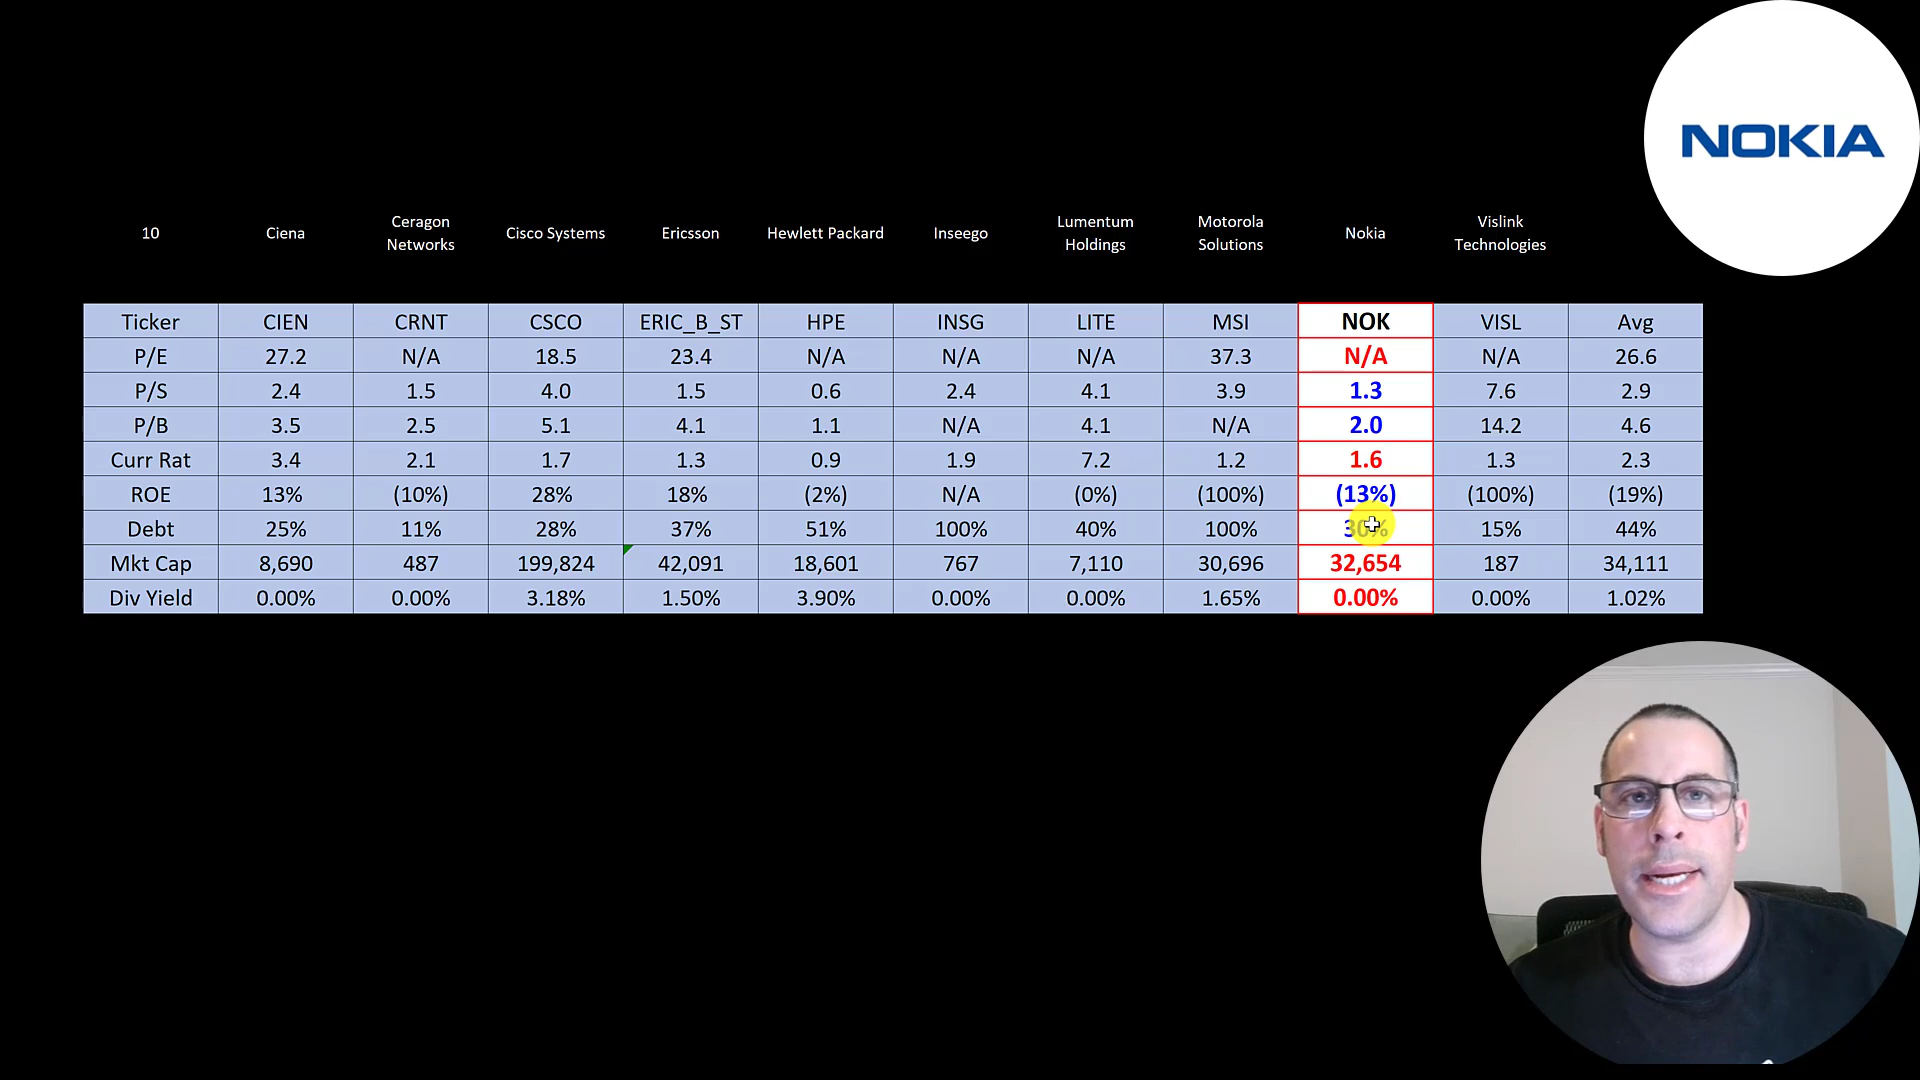 NOKIA
10 Ciena Ceragon Networks Cisco Systems Ericsson Hewlett Packard Inseego Lumentum Holdings Motorola Solutions Nokia Vislink Technologies
Ticker CIEN CRNT CSCO ERIC_B_ST HPE INSG LITE MSI NOK VISL Avg
P/E 27.2 N/A 18.5 23.4 N/A N/A N/A 37.3 N/A N/A 26.6
P/S 2.4 1.5 4.0 1.5 0.6 2.4 4.1 3.9 1.3 7.6 2.9
P/B 3.5 2.5 5.1 4.1 1.1 N/A 4.1 N/A 2.0 14.2 4.6
Curr Rat 3.4 2.1 1.7 1.3 0.9 1.9 7.2 1.2 1.6 1.3 2.3
ROE 13% (10%) 28% 18% (2%) N/A (0%) (100%) (13%) (100%) (19%)
Debt 25% 11% 28% 37% 51% 100% 40% 100% 30% 15% 44%
Mkt Cap 8,690 487 199,824 42,091 18,601 767 7,110 30,696 32,654 187 34,111
Div Yield 0.00% 0.00% 3.18% 1.50% 3.90% 0.00% 0.00% 1.65% 0.00% 0.00% 1.02%